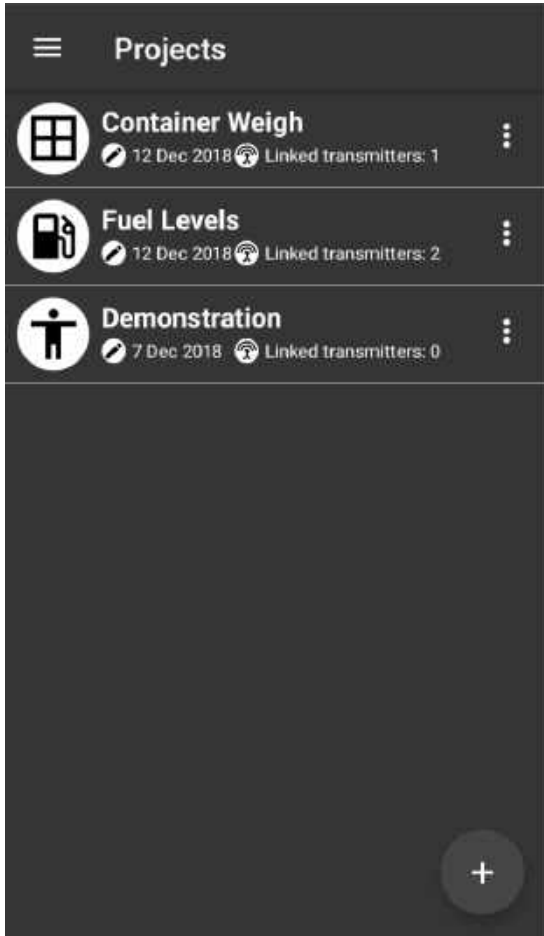 Projects
Container Weigh
12 Dec 2018 Linked transmitters: 1
Fuel Levels
12 Dec 2018 Linked transmitters: 2
Demonstration
7 Dec 2018 Linked transmitters: 0
+